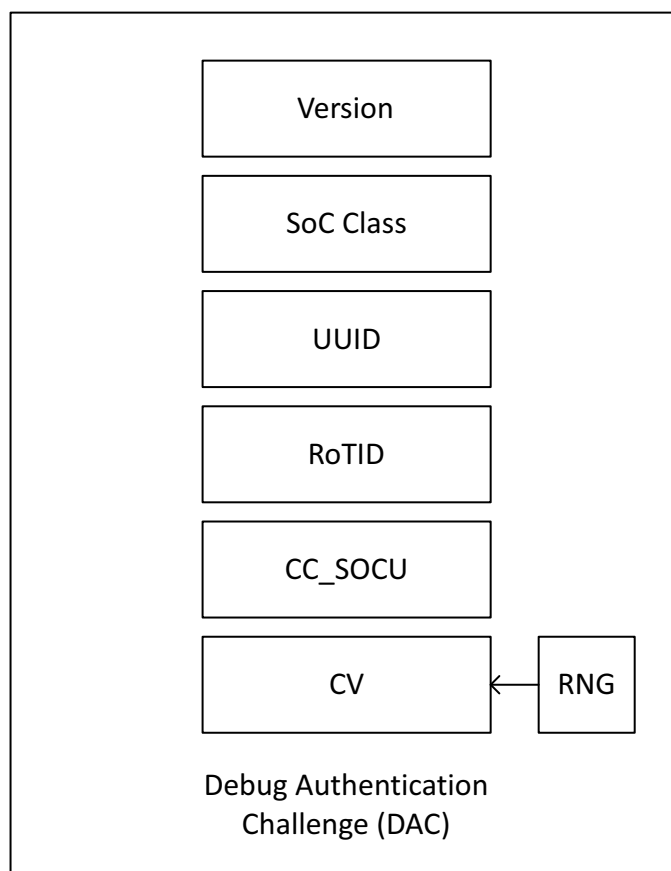 Version
SoC Class
UUID
RoTID
CC_SOCU
CV
RNG
Debug Authentication
Challenge (DAC)